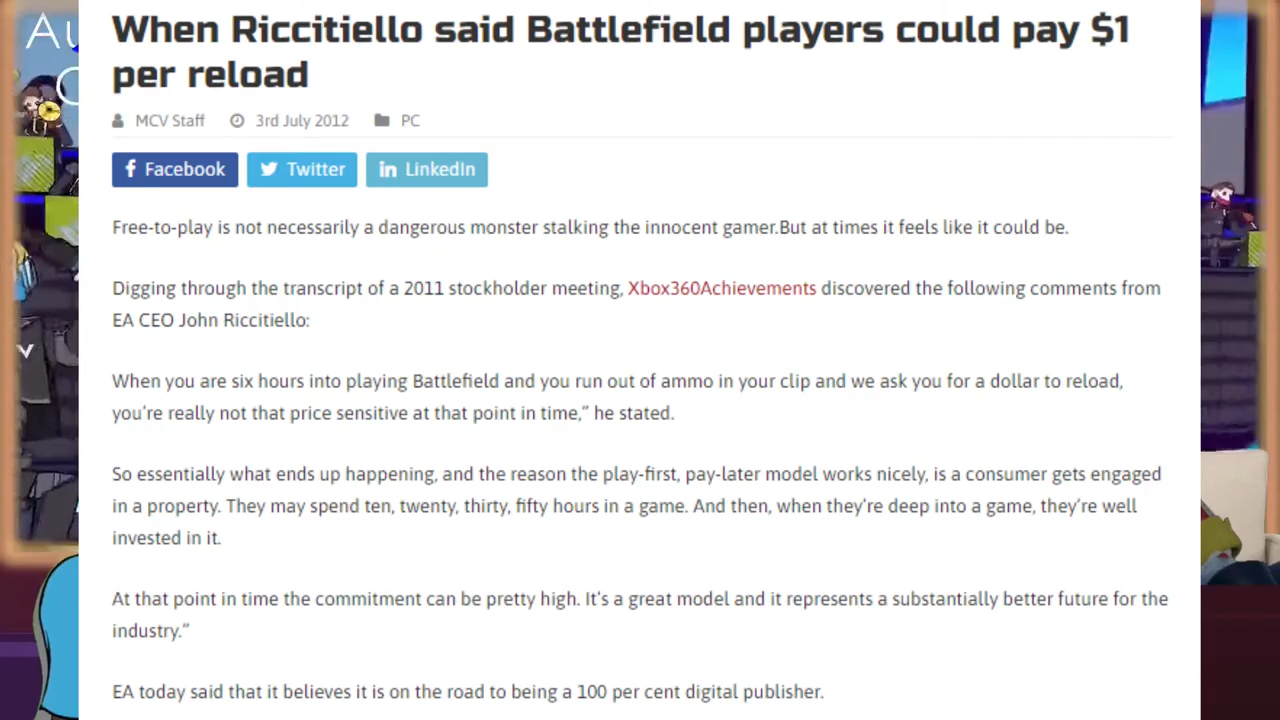 When Riccitiello said Battlefield players could pay $1
per reload
MCV Staff 3rd July 2012 PC
Facebook Twitter LinkedIn
Free-to-play is not necessarily a dangerous monster stalking the innocent gamer.But at times it feels like it could be.
Digging through the transcript of a 2011 stockholder meeting, Xbox360Achievements discovered the following comments from
EA CEO John Riccitiello:
When you are six hours into playing Battlefield and you run out of ammo in your clip and we ask you for a dollar to reload,
you’re really not that price sensitive at that point in time,” he stated.
So essentially what ends up happening, and the reason the play-first, pay-later model works nicely, is a consumer gets engaged
in a property. They may spend ten, twenty, thirty, fifty hours in a game. And then, when they’re deep into a game, they’re well
invested in it.
At that point in time the commitment can be pretty high. It’s a great model and it represents a substantially better future for the
industry.”
EA today said that it believes it is on the road to being a 100 per cent digital publisher.